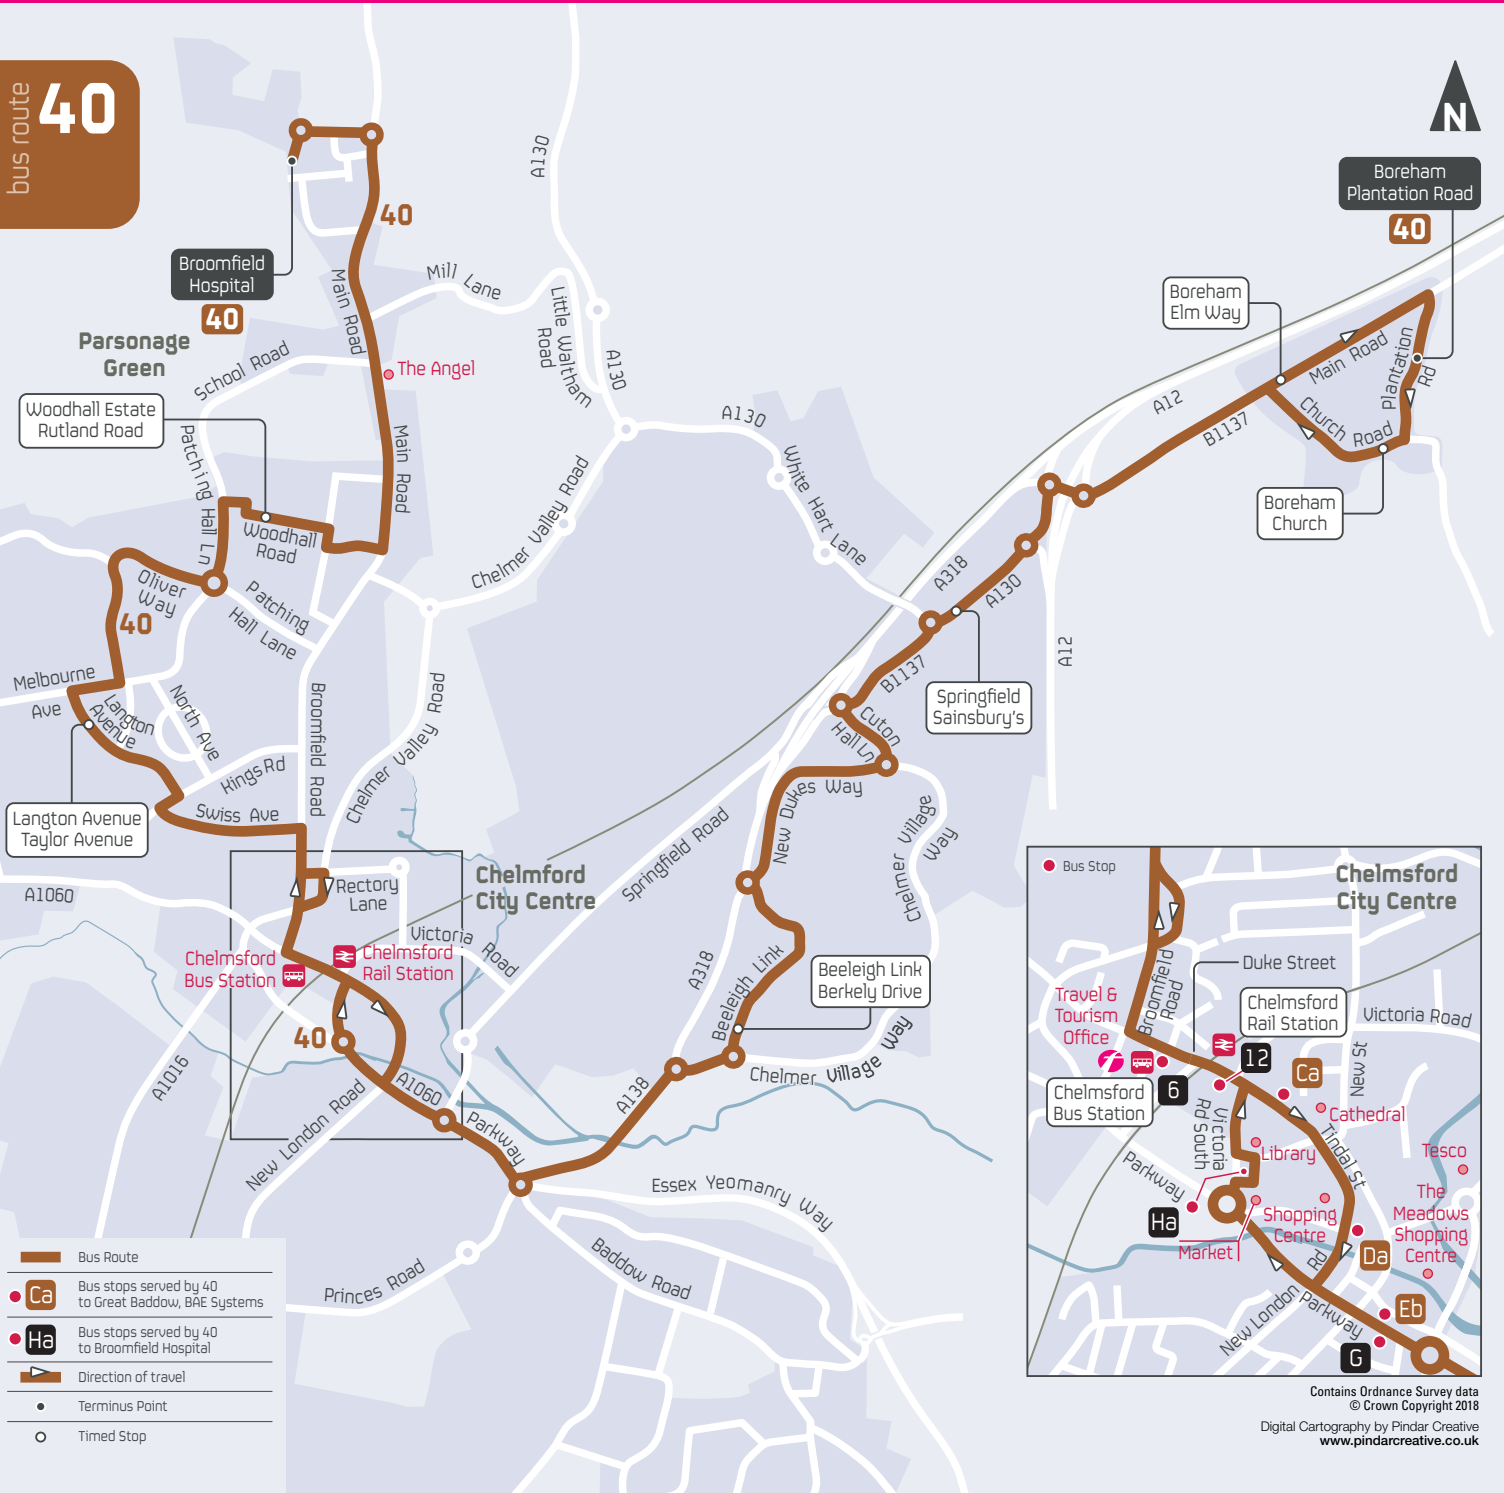 bus route
40
N
Boreham
Plantation Road
40
A130
40
Broomfield
Hospital
40
Main Road
Mill Lane
Little Waltham
Road
A130
Boreham
Elm Way
Main Road
Plantation
Rd
Parsonage
Green
School Road
The Angel
Woodhall Estate
Rutland Road
Patching Hall Ln
Main Road
A130
A12
B1137
Church Road
White Hart Lane
Chelmer Valley Road
Boreham
Church
Woodhall
Road
Oliver
Way
Patching
Hall Lane
40
A318
A130
A12
Melbourne
Ave
Langton
Avenue
North Ave
Broomfield Road
Chelmer Valley Road
B1137
Springfield
Sainsbury's
Cuton
Hall Ln
Kings Rd
Swiss Ave
Langton Avenue
Taylor Avenue
New Dukes Way
Springfield Road
Chelmer Village
Way
A1060
Rectory
Lane
Chelmford
City Centre
Victoria Road
Chelmsford
Bus Station
Chelmsford
Rail Station
A318
Beeleigh Link
Beeleigh Link
Berkely Drive
40
A1016
New London Road
A1060
Parkway
A138
Chelmer Village Way
Essex Yeomanry Way
Baddow Road
Princes Road
Bus Stop
Chelmsford
City Centre
Duke Street
Broomfield
Road
Travel &
Tourism
Office
Chelmsford
Rail Station
Victoria Road
New St
12
6
Ca
Chelmsford
Bus Station
Cathedral
Victoria
Rd South
Library
Tindal St
Tesco
Parkway
Ha
Market
Shopping
Centre
The
Meadows
Shopping
Centre
Da
New London Rd
Parkway
Eb
G
Bus Route
Ca
Bus stops served by 40
to Great Baddow, BAE Systems
Ha
Bus stops served by 40
to Broomfield Hospital
Direction of travel
Terminus Point
Timed Stop
Contains Ordnance Survey data
© Crown Copyright 2018
Digital Cartography by Pindar Creative
www.pindarcreative.co.uk